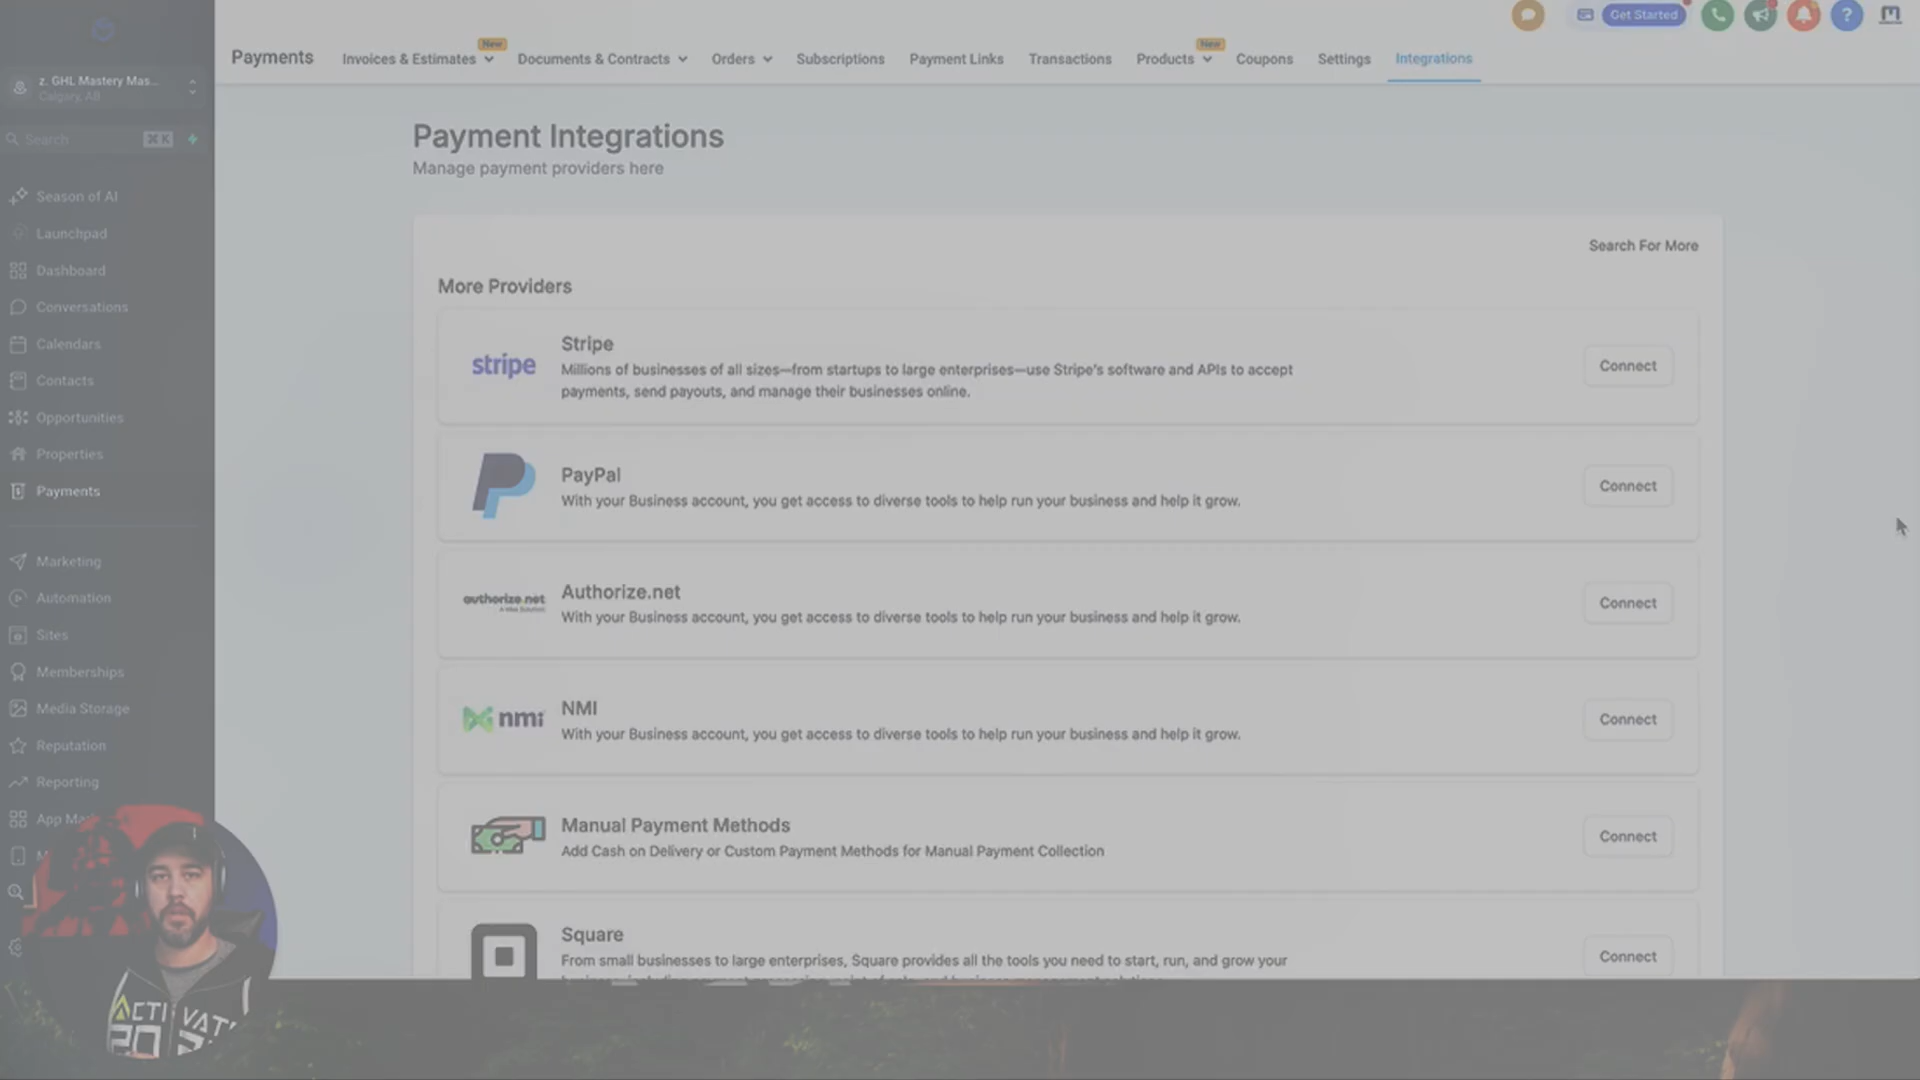 Get Started
?
Payments
Invoices & Estimates
New
Documents & Contracts
Orders
Subscriptions
Payment Links
Transactions
Products
New
Coupons
Settings
Integrations
z. GHL Mastery Mas...
Calgary, AB
Search
⌘ K
Season of AI
Launchpad
Dashboard
Conversations
Calendars
Contacts
Opportunities
Properties
Payments
Marketing
Automation
Sites
Memberships
Media Storage
Reputation
Reporting
App Ma
Payment Integrations
Manage payment providers here
Search For More
More Providers
stripe
Stripe
Millions of businesses of all sizes—from startups to large enterprises—use Stripe's software and APIs to accept
payments, send payouts, and manage their businesses online.
Connect
PayPal
With your Business account, you get access to diverse tools to help run your business and help it grow.
Connect
authorize.net
Authorize.net
With your Business account, you get access to diverse tools to help run your business and help it grow.
Connect
nmi
NMI
With your Business account, you get access to diverse tools to help run your business and help it grow.
Connect
Manual Payment Methods
Add Cash on Delivery or Custom Payment Methods for Manual Payment Collection
Connect
Square
From small businesses to large enterprises, Square provides all the tools you need to start, run, and grow your
Connect
ACTIVAT
20